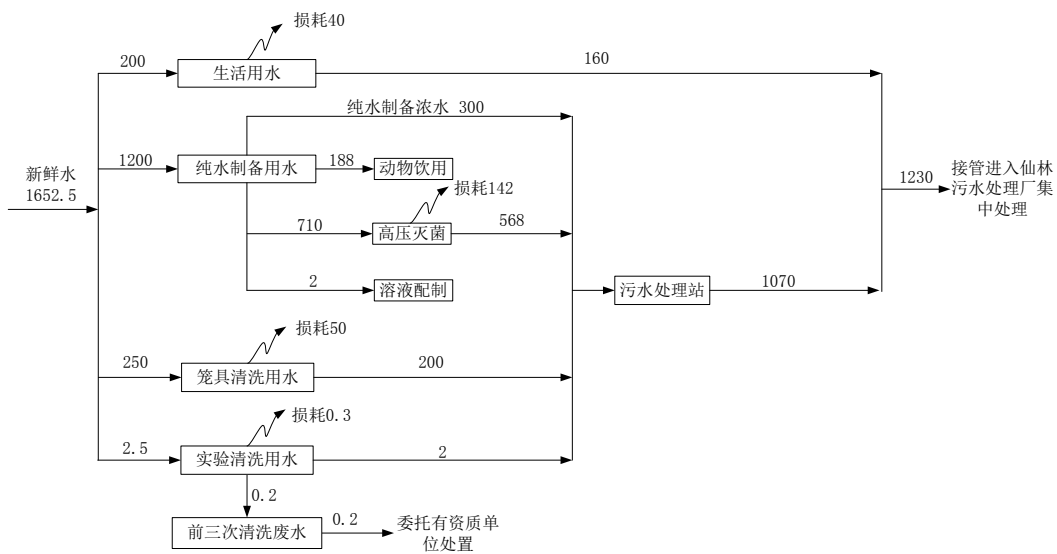 损耗40
200
生活用水
160
纯水制备浓水 300
新鲜水
1652.5
1200
纯水制备用水
188
动物饮用
损耗142
710
高压灭菌
568
2
溶液配制
污水处理站
1070
1230
接管进入仙林
污水处理厂集
中处理
损耗50
250
笼具清洗用水
200
损耗0.3
2.5
实验清洗用水
2
0.2
前三次清洗废水
0.2
委托有资质单
位处置